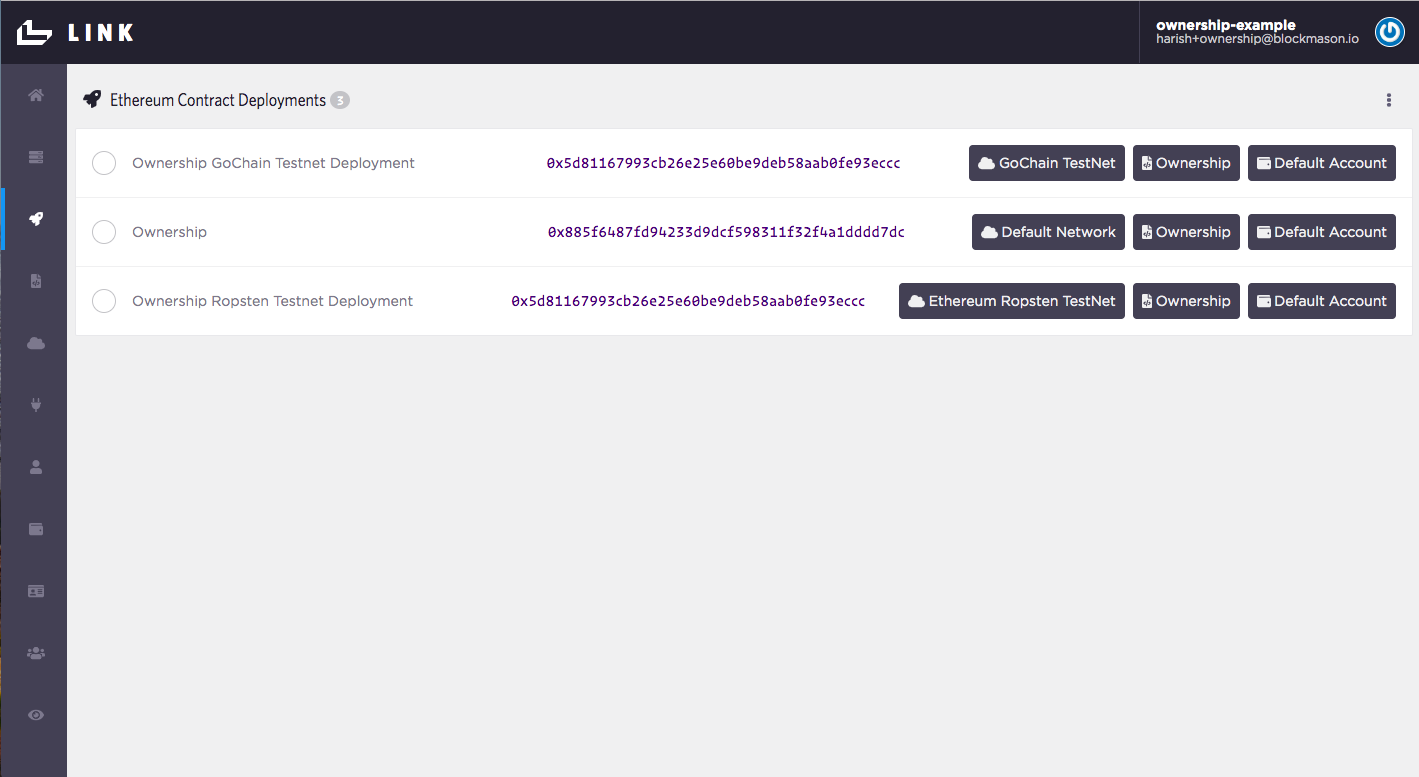 LINK
ownership-example
harish+ownership@blockmason.io
Ethereum Contract Deployments 3
Ownership GoChain Testnet Deployment 0x5d81167993cb26e25e60be9deb58aab0fe93eccc GoChain TestNet Ownership Default Account
Ownership 0x885f6487fd94233d9dcf598311f32f4a1dddd7dc Default Network Ownership Default Account
Ownership Ropsten Testnet Deployment 0x5d81167993cb26e25e60be9deb58aab0fe93eccc Ethereum Ropsten TestNet Ownership Default Account